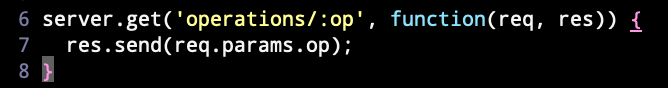 6 server.get('operations/:op', function(req, res)) {
7   res.send(req.params.op);
8 }